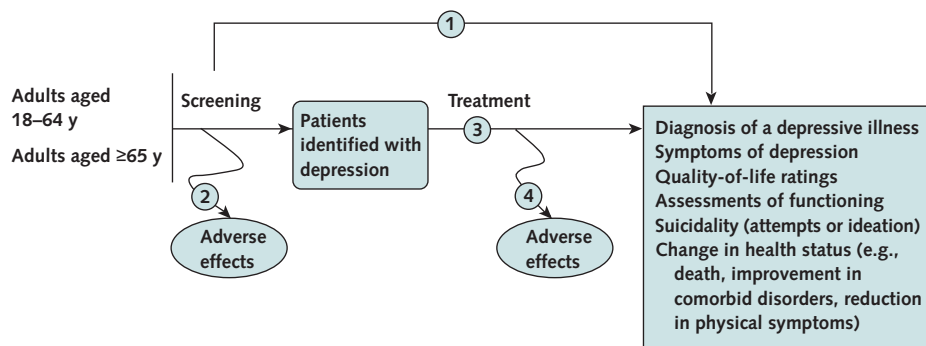 1
Adults aged
18–64 y
Adults aged ≥65 y
Screening
Patients
identified with
depression
Treatment
3
2
Adverse
effects
4
Adverse
effects
Diagnosis of a depressive illness
Symptoms of depression
Quality-of-life ratings
Assessments of functioning
Suicidality (attempts or ideation)
Change in health status (e.g.,
death, improvement in
comorbid disorders, reduction
in physical symptoms)